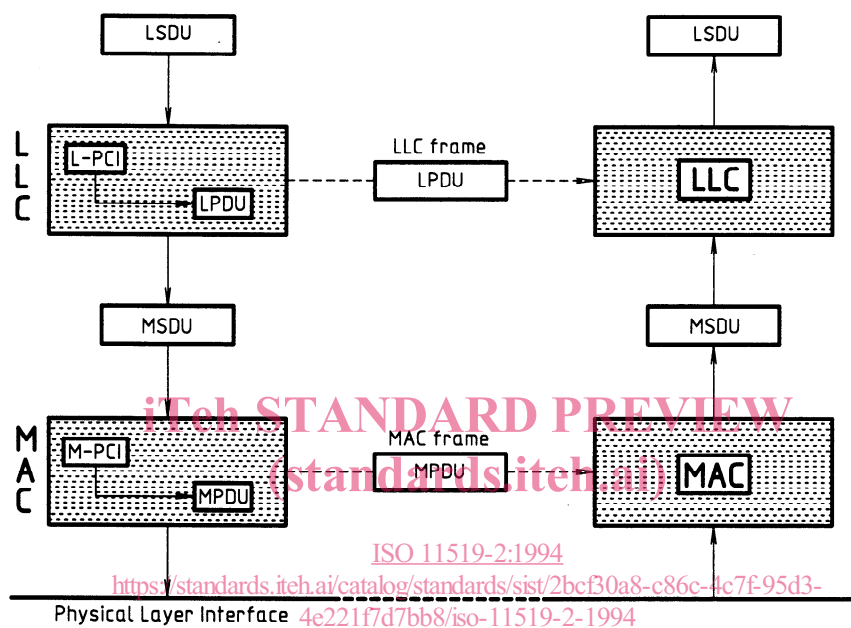 LSDU
LSDU
LLC
L-PCI
LPDU
LLC frame
LPDU
LLC
MSDU
MSDU
iTeh STANDARD PREVIEW
MAC
M-PCI
MPDU
MAC frame
MPDU
MAC
(standards.iteh.ai)
ISO 11519-2:1994
https://standards.iteh.ai/catalog/standards/sist/2bcf30a8-c86c-4c7f-95d3-
Physical Layer Interface
4e221f7d7bb8/iso-11519-2-1994